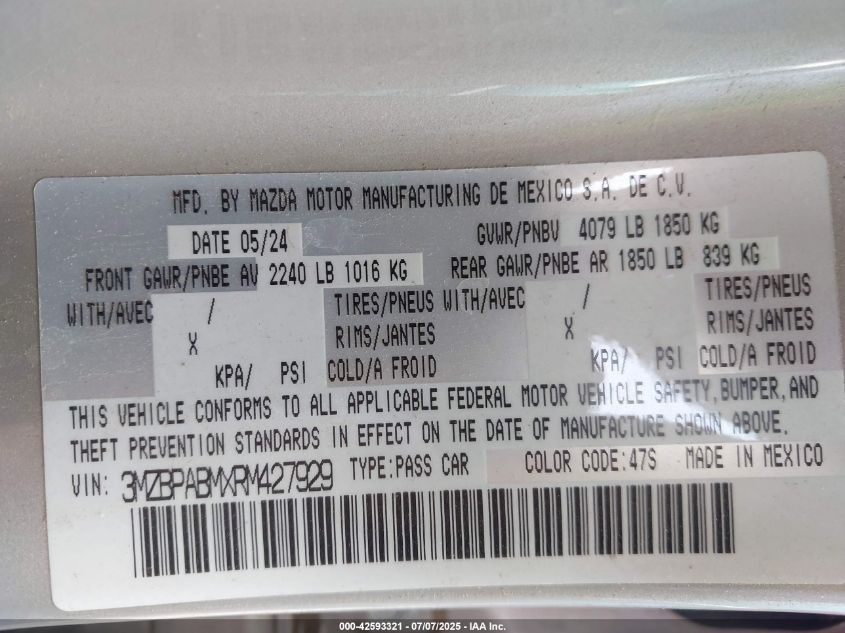 MFD. BY MAZDA MOTOR MANUFACTURING DE MEXICO S.A. DE C.V.
DATE 05/24 GVWR/PNBV 4079 LB 1850 KG
FRONT GAWR/PNBE AV 2240 LB 1016 KG REAR GAWR/PNBE AR 1850 LB 839 KG
WITH/AVEC / TIRES/PNEUS WITH/AVEC / TIRES/PNEUS
X RIMS/JANTES X RIMS/JANTES
KPA/ PSI COLD/A FROID KPA/ PSI COLD/A FROID
THIS VEHICLE CONFORMS TO ALL APPLICABLE FEDERAL MOTOR VEHICLE SAFETY, BUMPER, AND
THEFT PREVENTION STANDARDS IN EFFECT ON THE DATE OF MANUFACTURE SHOWN ABOVE.
VIN: 3MZBPABMXRM427929 TYPE:PASS CAR COLOR CODE:47S MADE IN MEXICO
000-42593321 / 07/07/2025 - IAA Inc.